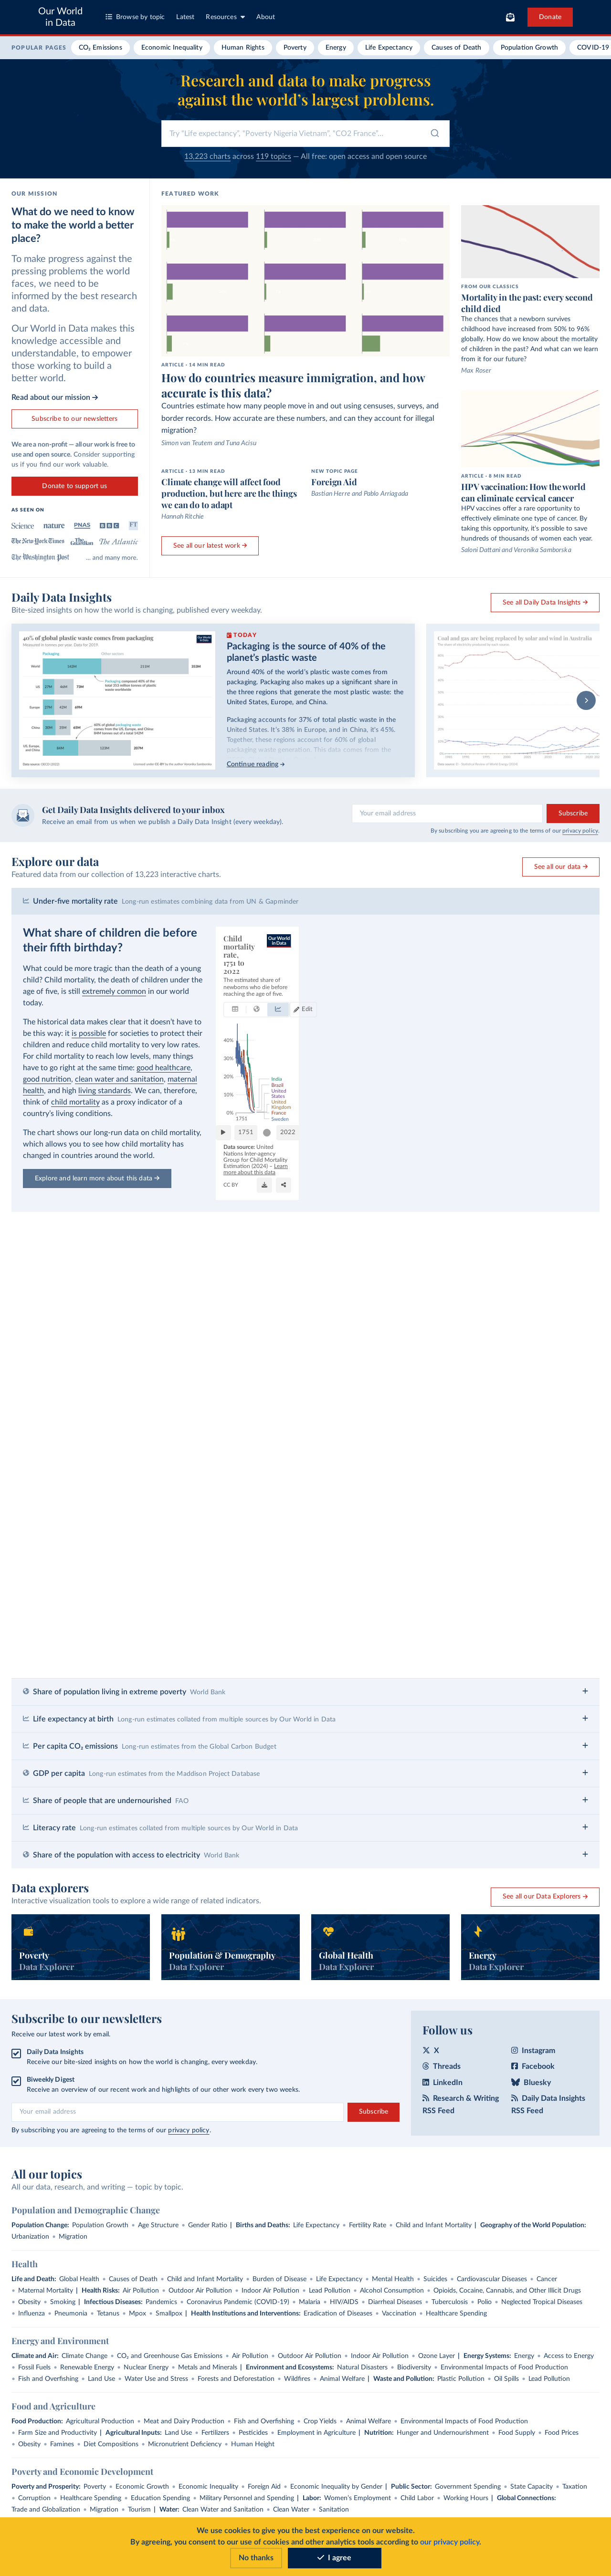 Our World
in Data
Browse by topic
Latest
Resources
About
Donate
POPULAR PAGES
CO₂ Emissions
Economic Inequality
Human Rights
Poverty
Energy
Life Expectancy
Causes of Death
Population Growth
COVID-19
Research and data to make progress
against the world's largest problems.
Try "Life expectancy", "Poverty Nigeria Vietnam", "CO2 France"...
13,223 charts across 119 topics — All free: open access and open source
OUR MISSION
What do we need to know
to make the world a better
place?
To make progress against the
pressing problems the world
faces, we need to be
informed by the best research
and data.
Our World in Data makes this
knowledge accessible and
understandable, to empower
those working to build a
better world.
Read about our mission →
Subscribe to our newsletters
We are a non-profit — all our work is free to
use and open source. Consider supporting
us if you find our work valuable.
Donate to support us
AS SEEN ON
Science
nature
PNAS
BBC
FT
The New York Times
The Guardian
The Atlantic
The Washington Post
... and many more.
FEATURED WORK
ARTICLE - 14 MIN READ
How do countries measure immigration, and how
accurate is this data?
Counties estimate how many people move in and out using censuses, surveys, and
border records. How accurate are these numbers, and can they account for illegal
migration?
Simon van Teutem and Tuna Acisu
ARTICLE - 13 MIN READ
Climate change will affect food
production, but here are the things
we can do to adapt
Hannah Ritchie
NEW TOPIC PAGE
Foreign Aid
Bastian Herre and Pablo Arriagada
See all our latest work →
FROM OUR CLASSICS
Mortality in the past: every second
child died
The chances that a newborn survives
childhood have increased from 50% to 96%
globally. How do we know about the mortality
of children in the past? And what can we learn
from it for our future?
Max Roser
ARTICLE - 8 MIN READ
HPV vaccination: How the world
can eliminate cervical cancer
HPV vaccines offer a rare opportunity to
effectively eliminate one type of cancer. By
taking this opportunity, it's possible to save
hundreds of thousands of women each year.
Saloni Dattani and Veronika Samborska
Daily Data Insights
Bite-sized insights on how the world is changing, published every weekday.
See all Daily Data Insights →
40% of global plastic waste comes from packaging
TODAY
Packaging is the source of 40% of the
planet's plastic waste
Around 40% of the world's plastic waste comes from
packaging. Packaging also makes up a significant share in
the three regions that generate the most plastic waste: the
United States, Europe, and China.
Packaging accounts for 37% of total plastic waste in the
United States. It's 38% in Europe, and in China, it's 45%.
Together, these regions account for 60% of global
packaging waste generation. This data comes from the
Continue reading →
Coal and gas are being replaced by solar and wind in Australia
Get Daily Data Insights delivered to your inbox
Receive an email from us when we publish a Daily Data Insight (every weekday).
Your email address
Subscribe
By subscribing you are agreeing to the terms of our privacy policy.
Explore our data
Featured data from our collection of 13,223 interactive charts.
See all our data →
Under-five mortality rate Long-run estimates combining data from UN & Gapminder
What share of children die before
their fifth birthday?
What could be more tragic than the death of a young
child? Child mortality, the death of children under the
age of five, is still extremely common in our world
today.
The historical data makes clear that it doesn't have to
be this way: it is possible for societies to protect their
children and reduce child mortality to very low rates.
For child mortality to reach low levels, many things
have to go right at the same time: good healthcare,
good nutrition, clean water and sanitation, maternal
health, and high living standards. We can, therefore,
think of child mortality as a proxy indicator of a
country's living conditions.
The chart shows our long-run data on child mortality,
which allows you to see how child mortality has
changed in countries around the world.
Explore and learn more about this data →
Child
mortality
rate,
1751 to
2022
Our World
in Data
The estimated share of
newborns who die before
reaching the age of five.
Edit
40%
30%
20%
10%
0%
1751
India
Brazil
United
States
United
Kingdom
France
Sweden
1751
2022
Data source: United
Nations Inter-agency
Group for Child Mortality
Estimation (2024) – Learn
more about this data
CC BY
Share of population living in extreme poverty World Bank
Life expectancy at birth Long-run estimates collated from multiple sources by Our World in Data
Per capita CO₂ emissions Long-run estimates from the Global Carbon Budget
GDP per capita Long-run estimates from the Maddison Project Database
Share of people that are undernourished FAO
Literacy rate Long-run estimates collated from multiple sources by Our World in Data
Share of the population with access to electricity World Bank
Data explorers
Interactive visualization tools to explore a wide range of related indicators.
See all our Data Explorers →
Poverty
Data Explorer
Population & Demography
Data Explorer
Global Health
Data Explorer
Energy
Data Explorer
Subscribe to our newsletters
Receive our latest work by email.
Daily Data Insights
Receive our bite-sized insights on how the world is changing, every weekday.
Biweekly Digest
Receive an overview of our recent work and highlights of our other work every two weeks.
Your email address
Subscribe
By subscribing you are agreeing to the terms of our privacy policy.
Follow us
X
Instagram
Threads
Facebook
LinkedIn
Bluesky
Research & Writing
RSS Feed
Daily Data Insights
RSS Feed
All our topics
All our data, research, and writing — topic by topic.
Population and Demographic Change
Population Change: Population Growth • Age Structure • Gender Ratio | Births and Deaths: Life Expectancy • Fertility Rate • Child and Infant Mortality | Geography of the World Population:
Urbanization • Migration
Health
Life and Death: Global Health • Causes of Death • Child and Infant Mortality • Burden of Disease • Life Expectancy • Mental Health • Suicides • Cardiovascular Diseases • Cancer
• Maternal Mortality | Health Risks: Air Pollution • Outdoor Air Pollution • Indoor Air Pollution • Lead Pollution • Alcohol Consumption • Opioids, Cocaine, Cannabis, and Other Illicit Drugs
• Obesity • Smoking | Infectious Diseases: Pandemics • Coronavirus Pandemic (COVID-19) • Malaria • HIV/AIDS • Diarrheal Diseases • Tuberculosis • Polio • Neglected Tropical Diseases
• Influenza • Pneumonia • Tetanus • Mpox • Smallpox | Health Institutions and Interventions: Eradication of Diseases • Vaccination • Healthcare Spending
Energy and Environment
Climate and Air: Climate Change • CO₂ and Greenhouse Gas Emissions • Air Pollution • Outdoor Air Pollution • Indoor Air Pollution • Ozone Layer | Energy Systems: Energy • Access to Energy
• Fossil Fuels • Renewable Energy • Nuclear Energy • Metals and Minerals | Environment and Ecosystems: Natural Disasters • Biodiversity • Environmental Impacts of Food Production
• Fish and Overfishing • Land Use • Water Use and Stress • Forests and Deforestation • Wildfires • Animal Welfare | Waste and Pollution: Plastic Pollution • Oil Spills • Lead Pollution
Food and Agriculture
Food Production: Agricultural Production • Meat and Dairy Production • Fish and Overfishing • Crop Yields • Animal Welfare • Environmental Impacts of Food Production
• Farm Size and Productivity | Agricultural Inputs: Land Use • Fertilizers • Pesticides • Employment in Agriculture | Nutrition: Hunger and Undernourishment • Food Supply • Food Prices
• Obesity • Famines • Diet Compositions • Micronutrient Deficiency • Human Height
Poverty and Economic Development
Poverty and Prosperity: Poverty • Economic Growth • Economic Inequality • Foreign Aid • Economic Inequality by Gender | Public Sector: Government Spending • State Capacity • Taxation
• Corruption • Healthcare Spending • Education Spending • Military Personnel and Spending | Labor: Women's Employment • Child Labor • Working Hours | Global Connections:
Trade and Globalization • Migration • Tourism | Water: Clean Water and Sanitation • Clean Water • Sanitation
We use cookies to give you the best experience on our website.
By agreeing, you consent to our use of cookies and other analytics tools according to our privacy policy.
No thanks
I agree